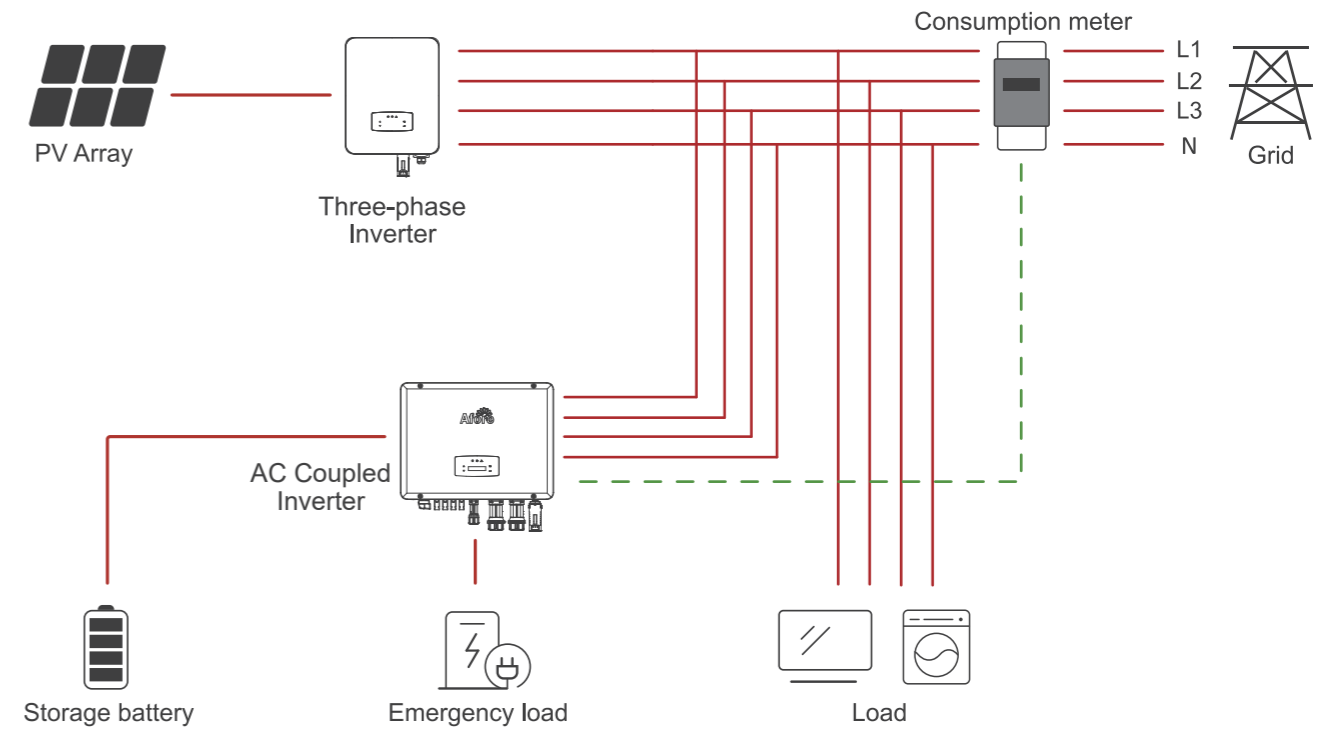 Consumption meter
L1
L2
L3
N
PV Array
Grid
Three-phase
Inverter
Afore
AC Coupled
Inverter
Storage battery
Emergency load
Load